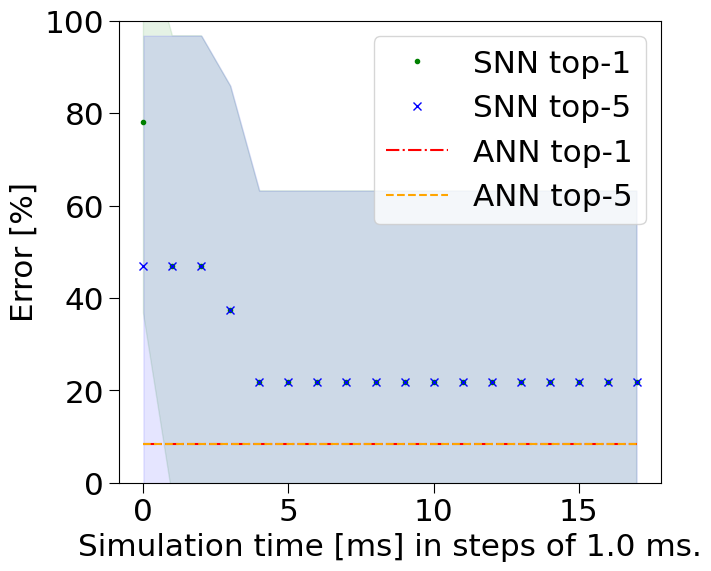 100
80
60
40
20
0
Error [%]
SNN top-1
SNN top-5
ANN top-1
ANN top-5
0 5 10 15
Simulation time [ms] in steps of 1.0 ms.